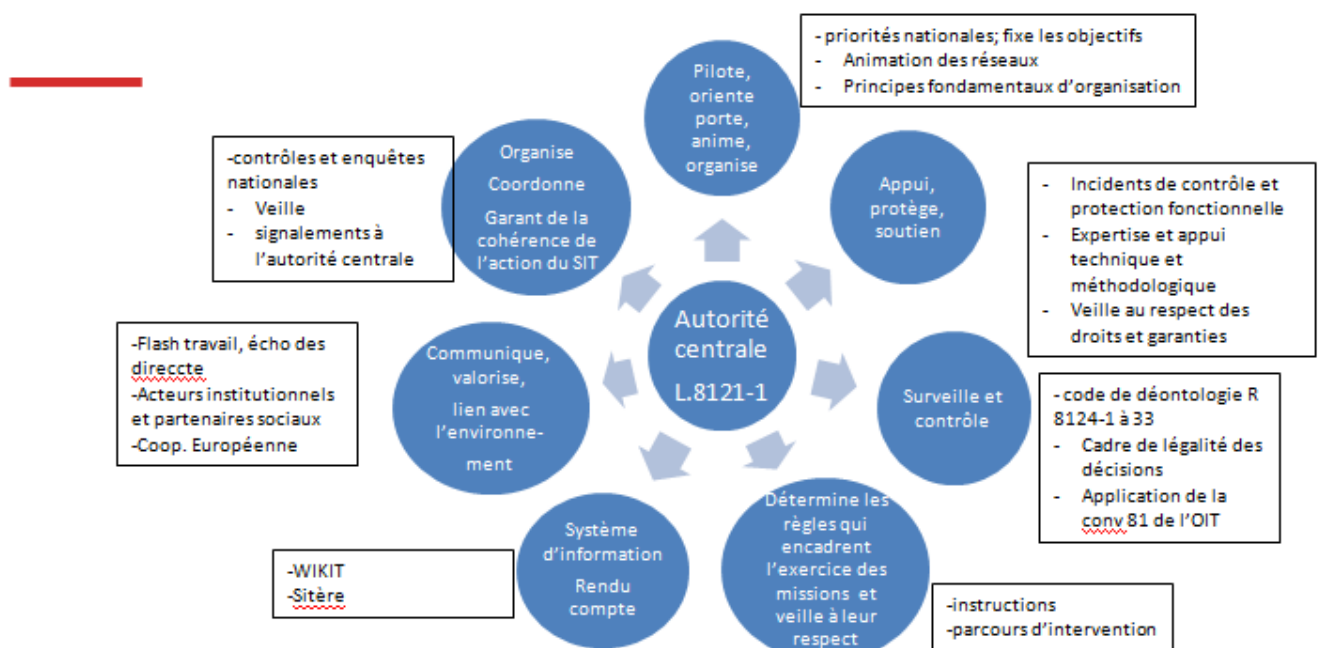 -priorités nationales; fixe les objectifs
- Animation des réseaux
- Principes fondamentaux d'organisation
Pilote,
oriente
porte,
anime,
organise
Appui,
protège,
soutien
- Incidents de contrôle et
protection fonctionnelle
- Expertise et appui
technique et
méthodologique
- Veille au respect des
droits et garanties
Surveille et
contrôle
-code de déontologie R
8124-1 à 33
- Cadre de légalité des
décisions
- Application de la
conv 81 de l'OIT
Détermine les
règles qui
encadrent
l'exercice des
missions et
veille à leur
respect
-instructions
-parcours d'intervention
Système
d'information
Rendu
compte
-WIKIT
-Sitère
Communique,
valorise,
lien avec
l'environne-
ment
-Flash travail, écho des
direccte
-Acteurs institutionnels
et partenaires sociaux
-Coop. Européenne
Organise
Coordonne
Garant de la
cohérence de
l'action du SIT
-contrôles et enquêtes
nationales
- Veille
- signalements à
l'autorité centrale
Autorité
centrale
L.8121-1